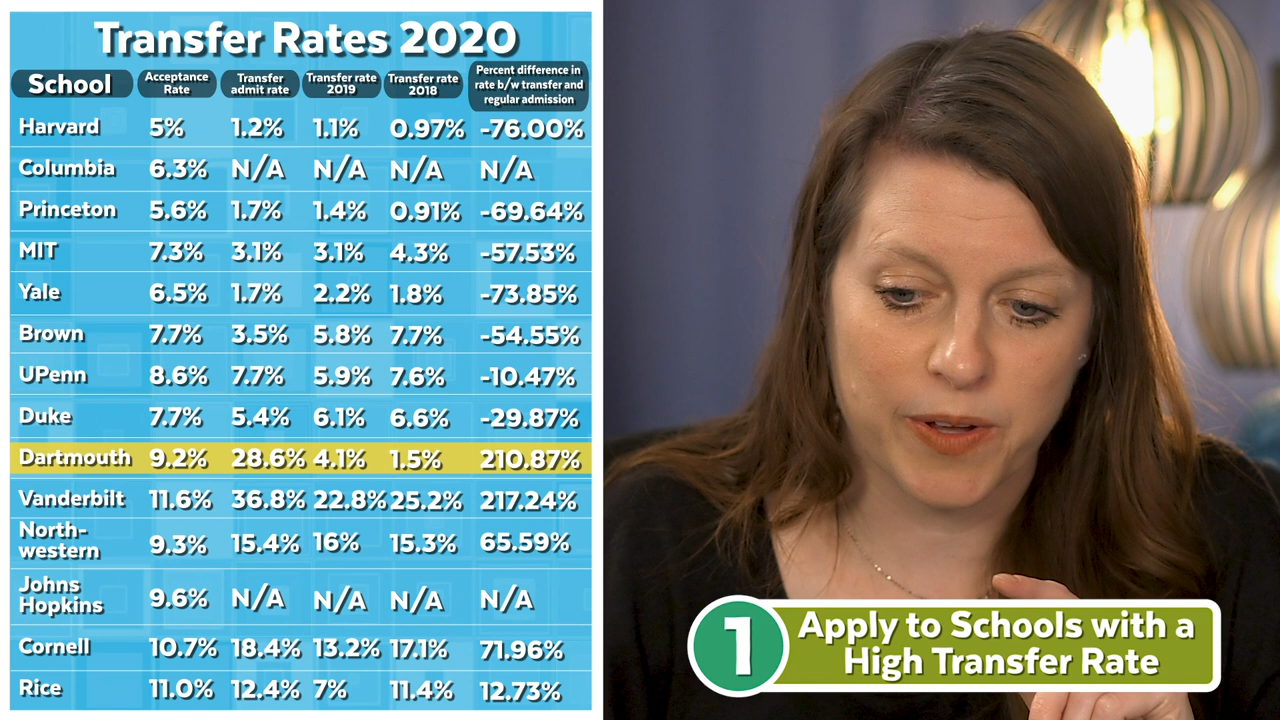 Transfer Rates 2020
School Acceptance Rate Transfer admit rate Transfer rate 2019 Transfer rate 2018 Percent difference in rate b/w transfer and regular admission
Harvard 5% 1.2% 1.1% 0.97% -76.00%
Columbia 6.3% N/A N/A N/A N/A
Princeton 5.6% 1.7% 1.4% 0.91% -69.64%
MIT 7.3% 3.1% 3.1% 4.3% -57.53%
Yale 6.5% 1.7% 2.2% 1.8% -73.85%
Brown 7.7% 3.5% 5.8% 7.7% -54.55%
UPenn 8.6% 7.7% 5.9% 7.6% -10.47%
Duke 7.7% 5.4% 6.1% 6.6% -29.87%
Dartmouth 9.2% 28.6% 4.1% 1.5% 210.87%
Vanderbilt 11.6% 36.8% 22.8% 25.2% 217.24%
North-
western 9.3% 15.4% 16% 15.3% 65.59%
Johns
Hopkins 9.6% N/A N/A N/A N/A
Cornell 10.7% 18.4% 13.2% 17.1% 71.96%
Rice 11.0% 12.4% 7% 11.4% 12.73%
1 Apply to Schools with a
High Transfer Rate